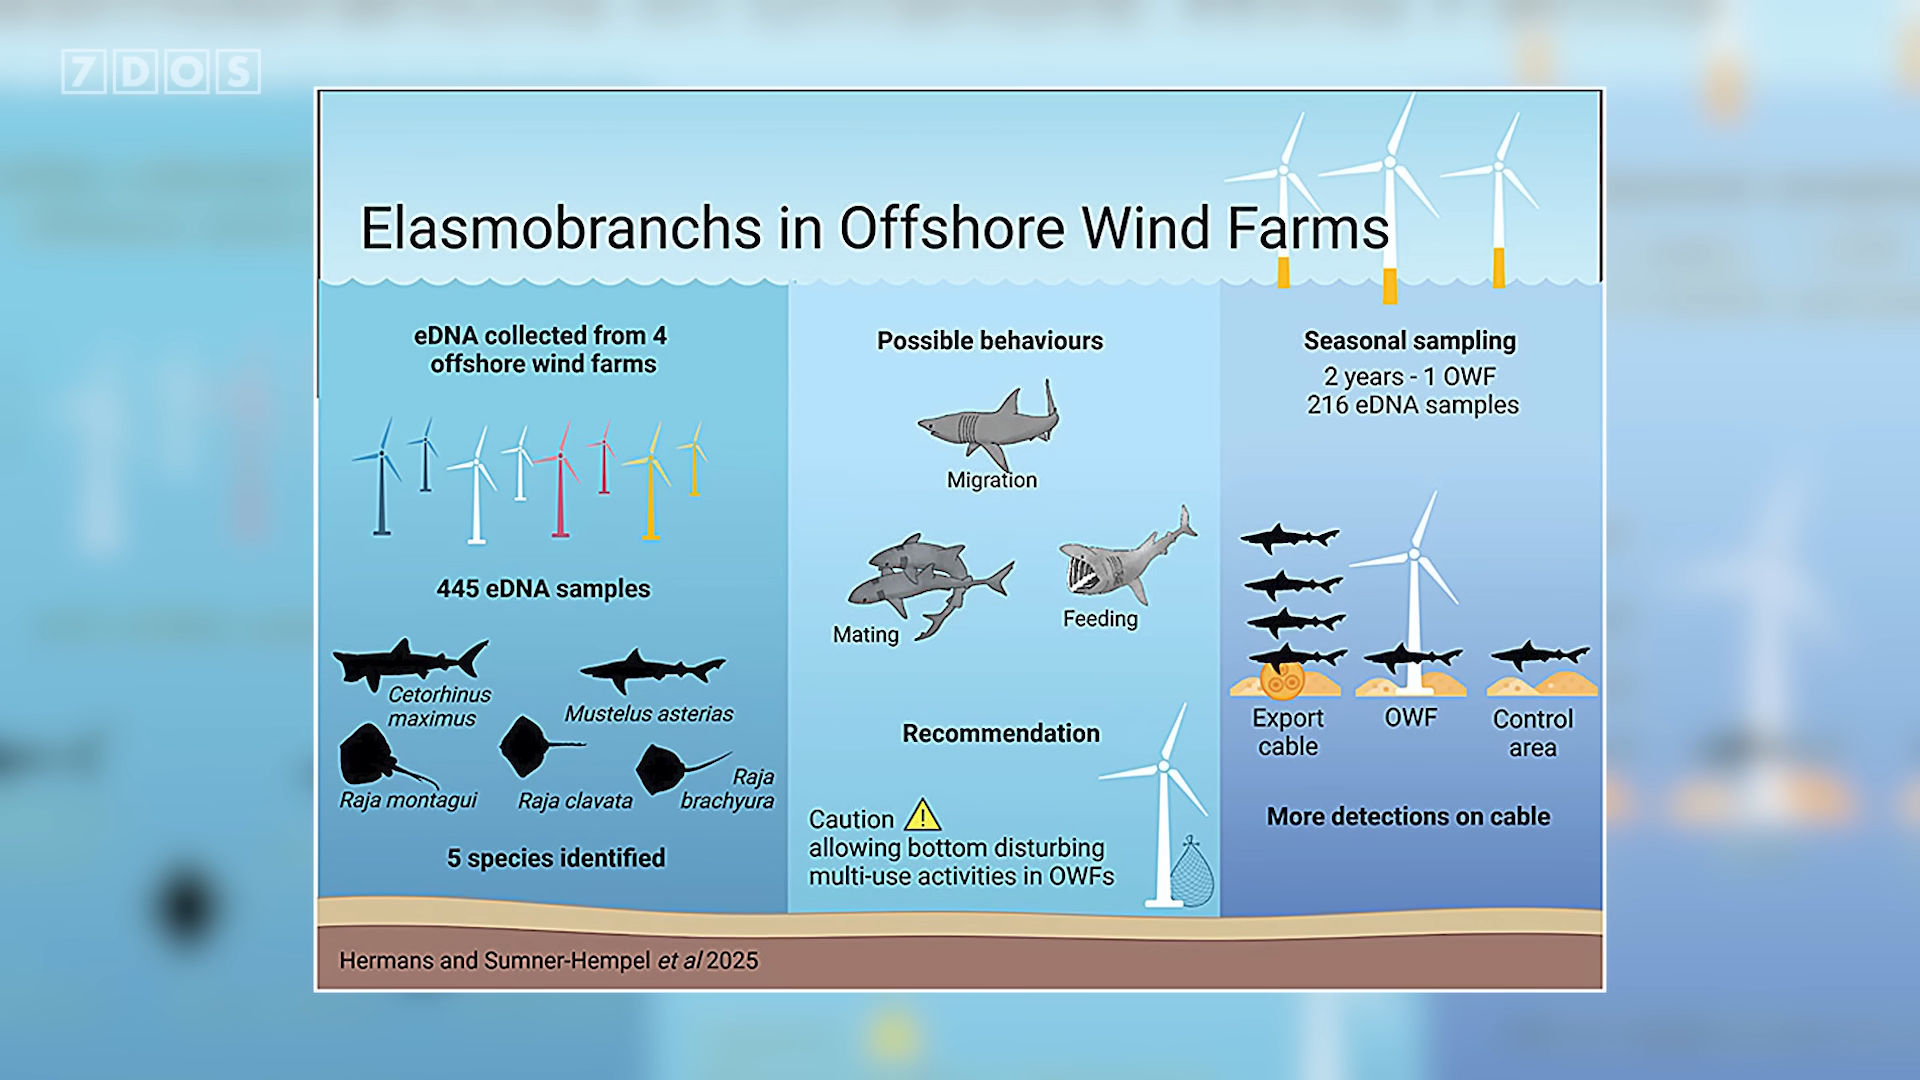 7DOS
Elasmobranchs in Offshore Wind Farms
eDNA collected from 4
offshore wind farms
445 eDNA samples
Cetorhinus
maximus
Mustelus asterias
Raja montagui
Raja clavata
Raja
brachyura
5 species identified
Possible behaviours
Migration
Mating
Feeding
Recommendation
Caution
allowing bottom disturbing
multi-use activities in OWFs
Seasonal sampling
2 years - 1 OWF
216 eDNA samples
Export
cable
OWF
Control
area
More detections on cable
Hermans and Sumner-Hempel et al 2025